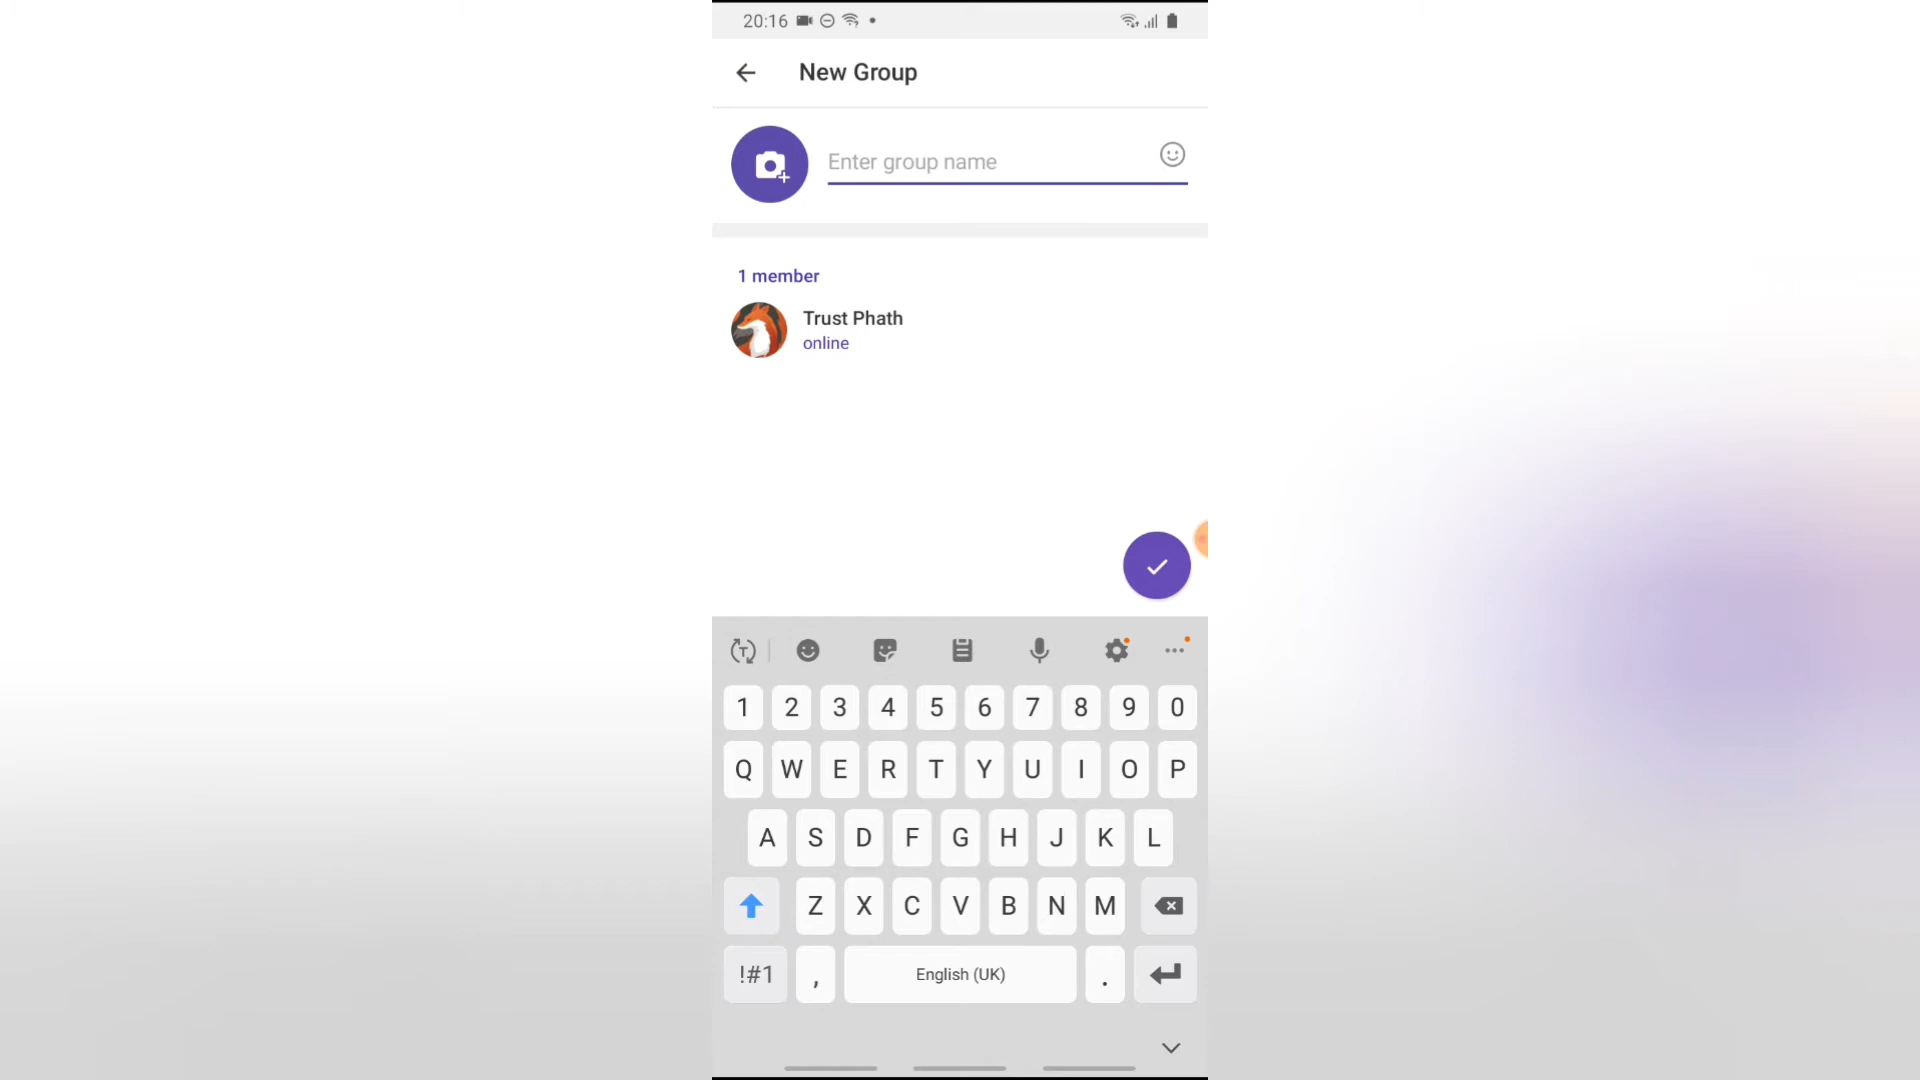 20:16
New Group
Enter group name
1 member
Trust Phath
online
1 2 3 4 5 6 7 8 9 0
Q W E R T Y U I O P
A S D F G H J K L
Z X C V B N M
!#1 , English (UK) .